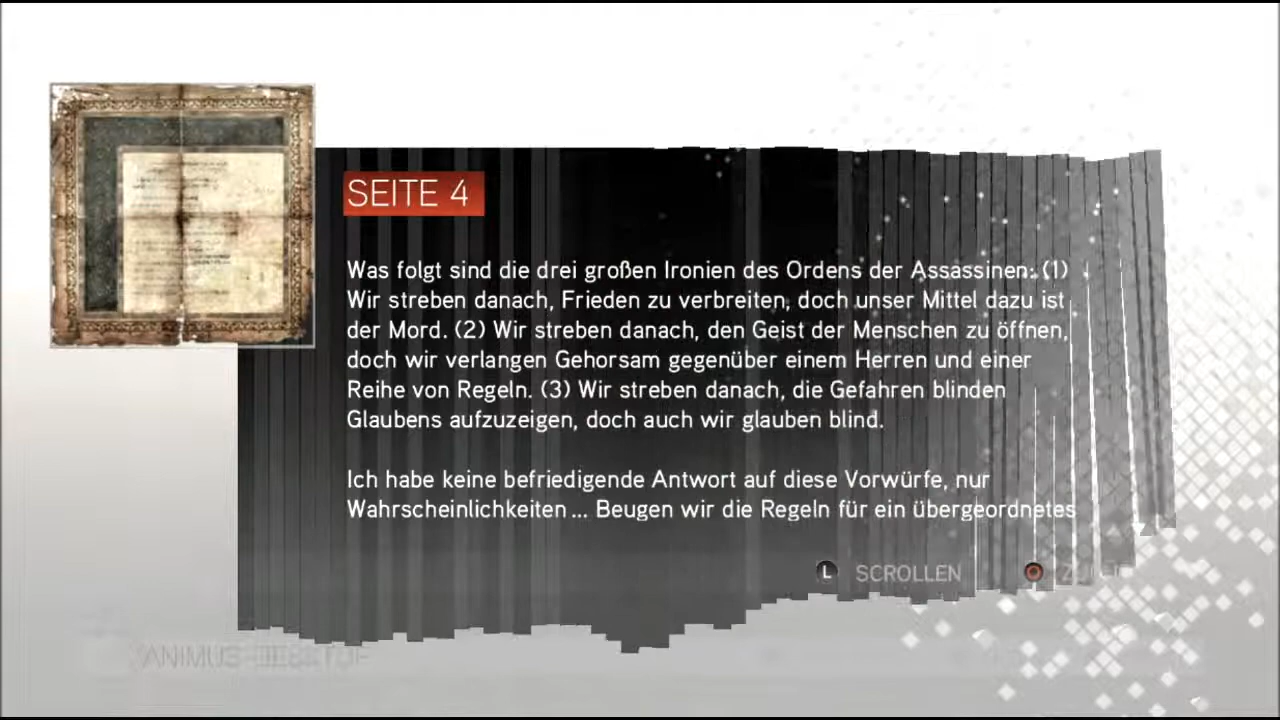 SEITE 4
Was folgt sind die drei großen Ironien des Ordens der Assassinen: (1)
Wir streben danach, Frieden zu verbreiten, doch unser Mittel dazu ist
der Mord. (2) Wir streben danach, den Geist der Menschen zu öffnen,
doch wir verlangen Gehorsam gegenüber einem Herren und einer
Reihe von Regeln. (3) Wir streben danach, die Gefahren blinden
Glaubens aufzuzeigen, doch auch wir glauben blind.
Ich habe keine befriedigende Antwort auf diese Vorwürfe, nur
Wahrscheinlichkeiten ... Beugen wir die Regeln für ein übergeordnetes
L SCROLLEN
ANIMUS